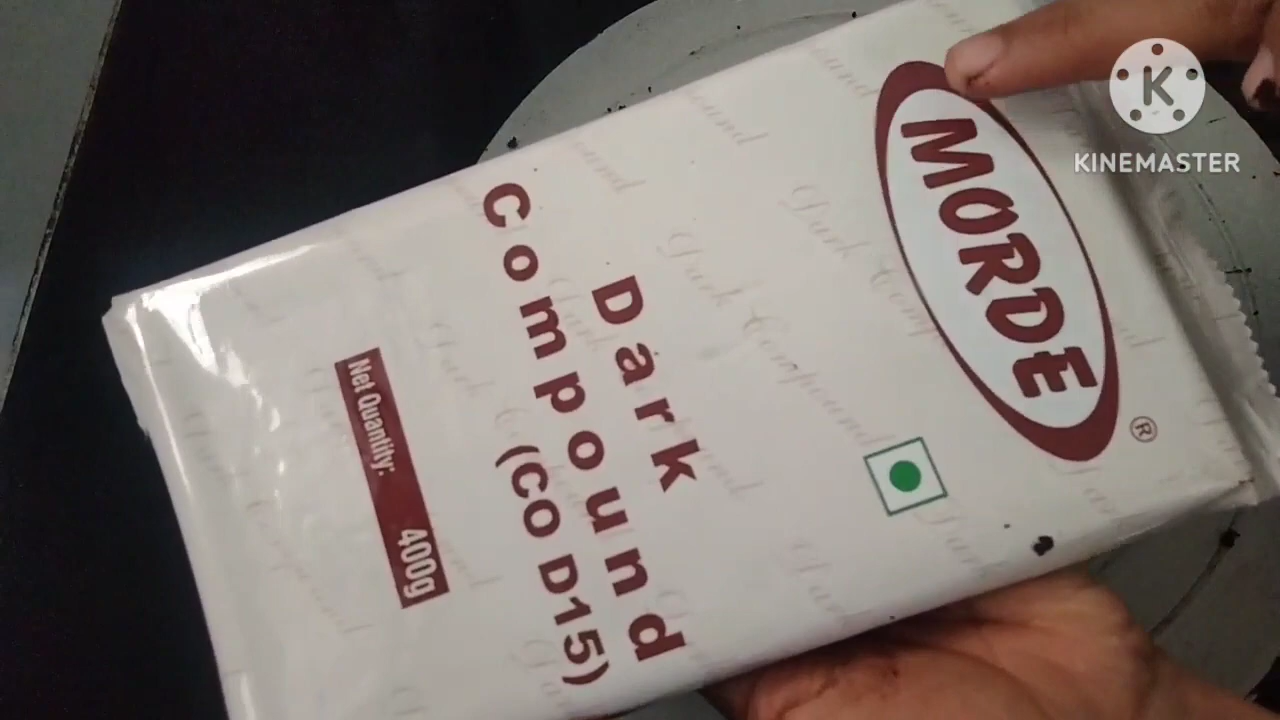 MORDE
®
Dark
Compound
(CO D15)
Net Quantity: 400g
K
KINEMASTER